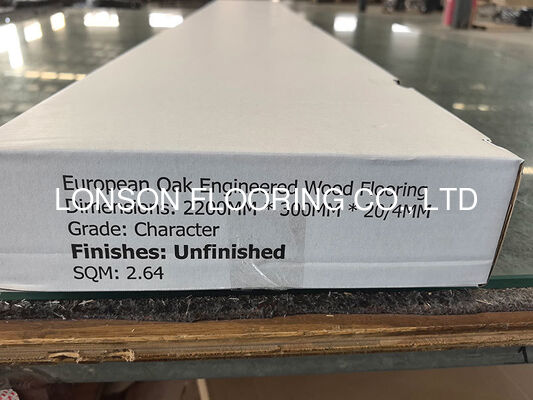 European Oak Engineered Wood Flooring
LONSON FLOORING CO., LTD
Dimensions: 2200MM * 300MM * 20/4MM
Grade: Character
Finishes: Unfinished
SQM: 2.64